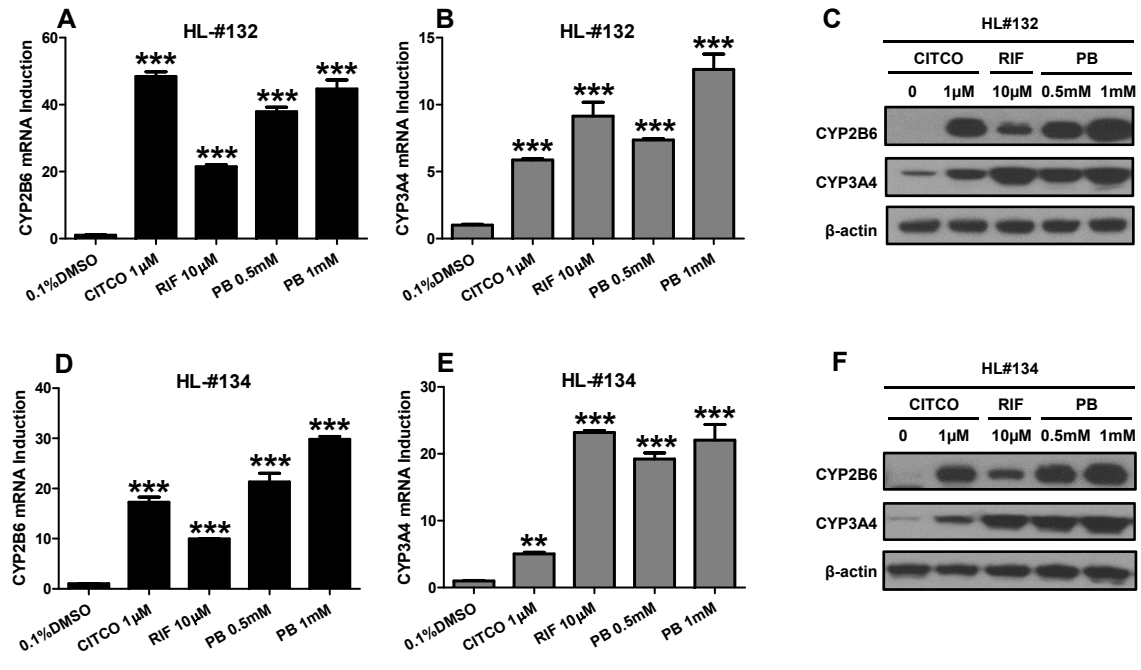 A
HL-#132
CYP2B6 mRNA Induction
60
40
20
0
***
***
***
***
0.1%DMSO
CITCO 1µM
RIF 10µM
PB 0.5mM
PB 1mM
B
HL-#132
CYP3A4 mRNA Induction
15
10
5
0
***
***
***
***
0.1%DMSO
CITCO 1µM
RIF 10µM
PB 0.5mM
PB 1mM
C
HL#132
CITCO RIF PB
0 1µM 10µM 0.5mM 1mM
CYP2B6
CYP3A4
β-actin
D
HL-#134
CYP2B6 mRNA Induction
40
30
20
10
0
***
***
***
***
0.1%DMSO
CITCO 1µM
RIF 10µM
PB 0.5mM
PB 1mM
E
HL-#134
CYP3A4 mRNA Induction
30
20
10
0
**
***
***
***
0.1%DMSO
CITCO 1µM
RIF 10µM
PB 0.5mM
PB 1mM
F
HL#134
CITCO RIF PB
0 1µM 10µM 0.5mM 1mM
CYP2B6
CYP3A4
β-actin